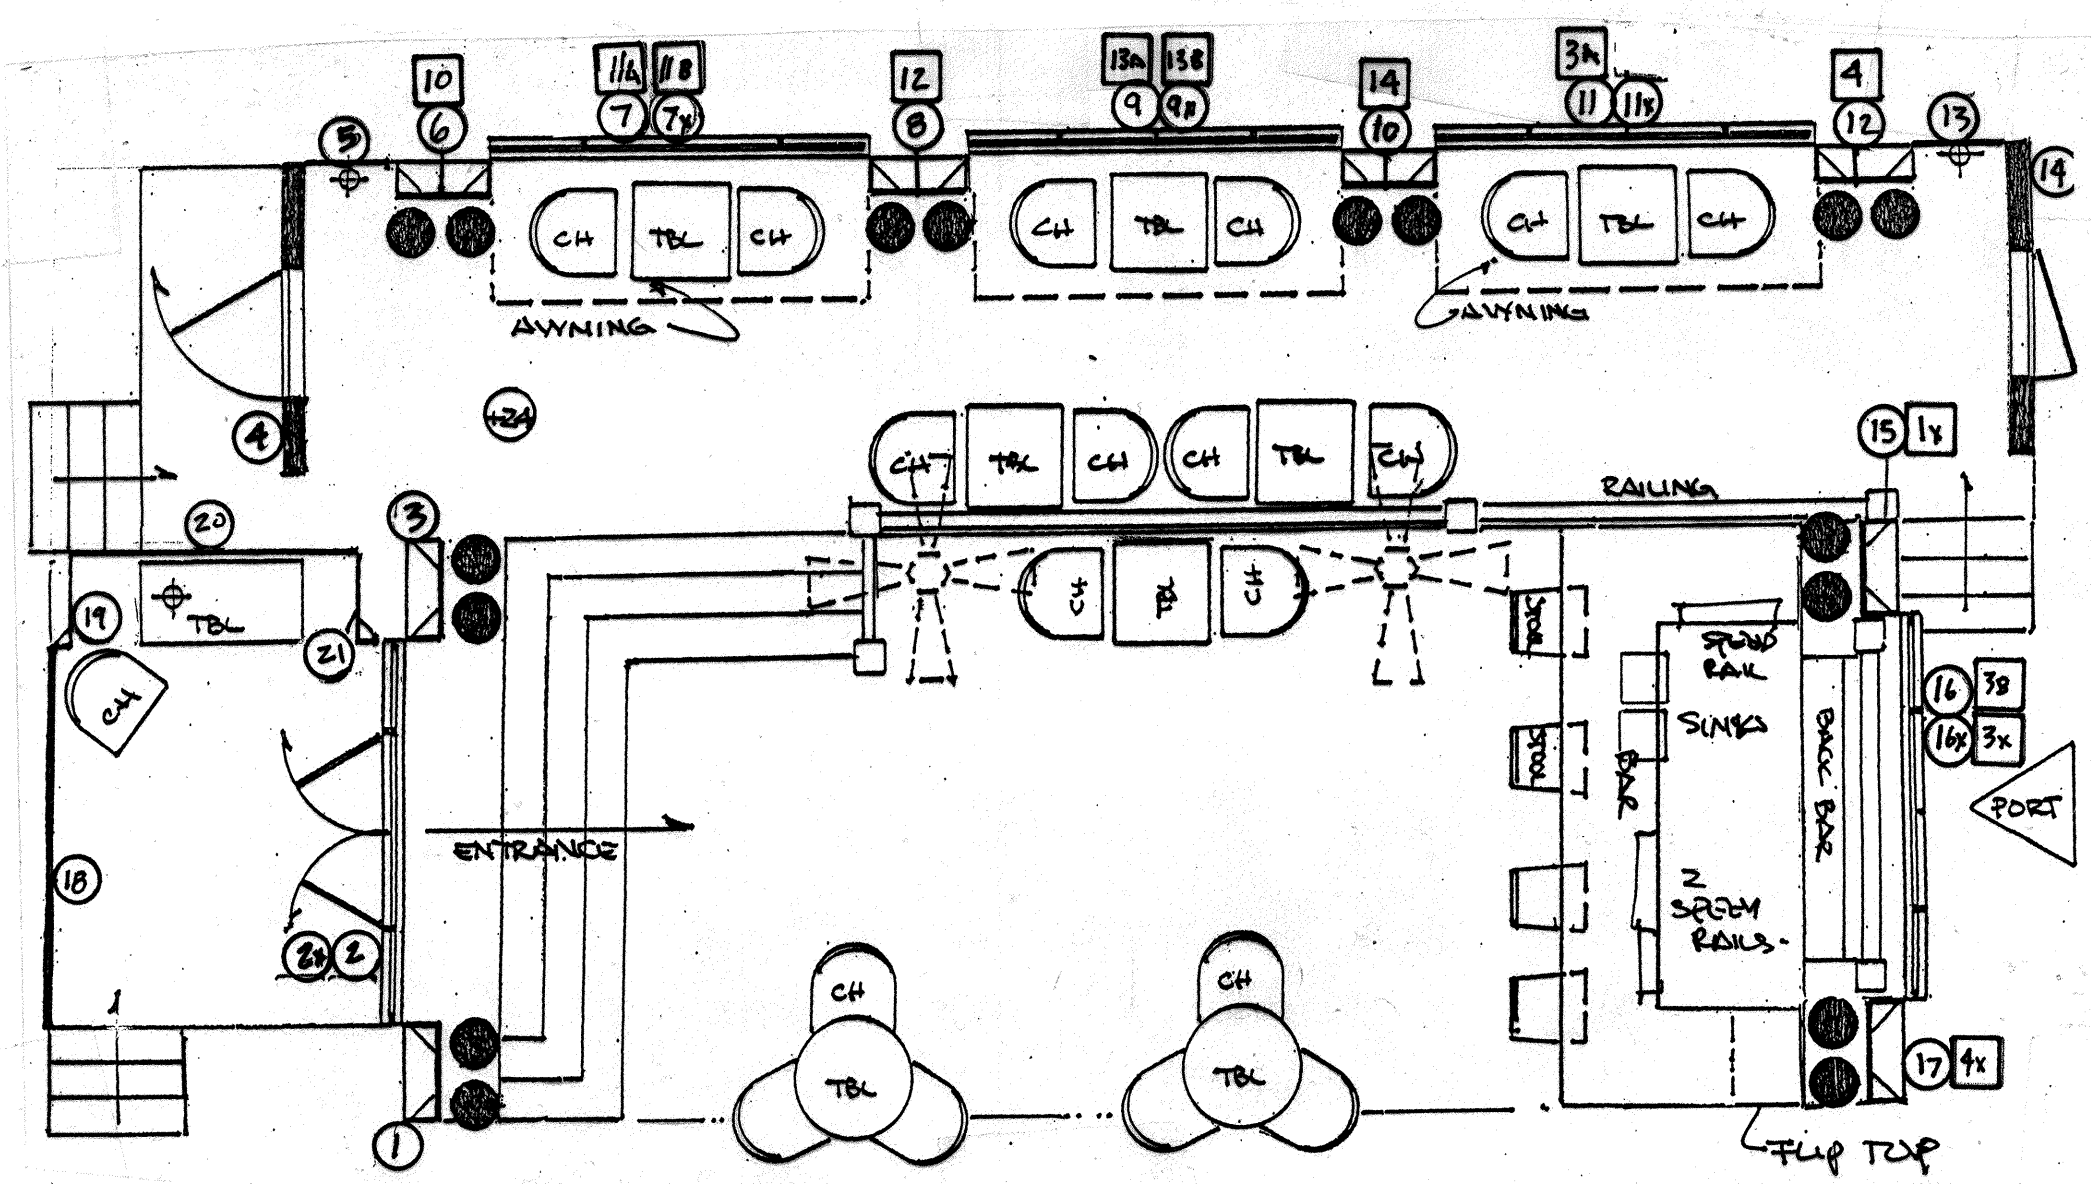 10
11A 11B
12
13A 13B
14
3A
4
5
6
7 7x
8
9 9x
10
11 11x
12
13
14
CH TBL CH
CH TBL CH
CH TBL CH
AWNING
AWNING
4
+24
CH TBL CH
CH TBL CH
15 1x
RAILING
20
3
TBL
19
21
CH
CH TBL CH
STOOL
SPEED
RAIL
16 3B
16x 3x
SINKS
STOOL
BAR
BACK BAR
PORT
ENTRANCE
18
2x 2
2
SPEED
RAILS.
CH
TBL
CH
TBL
17 4x
1
FLIP TOP